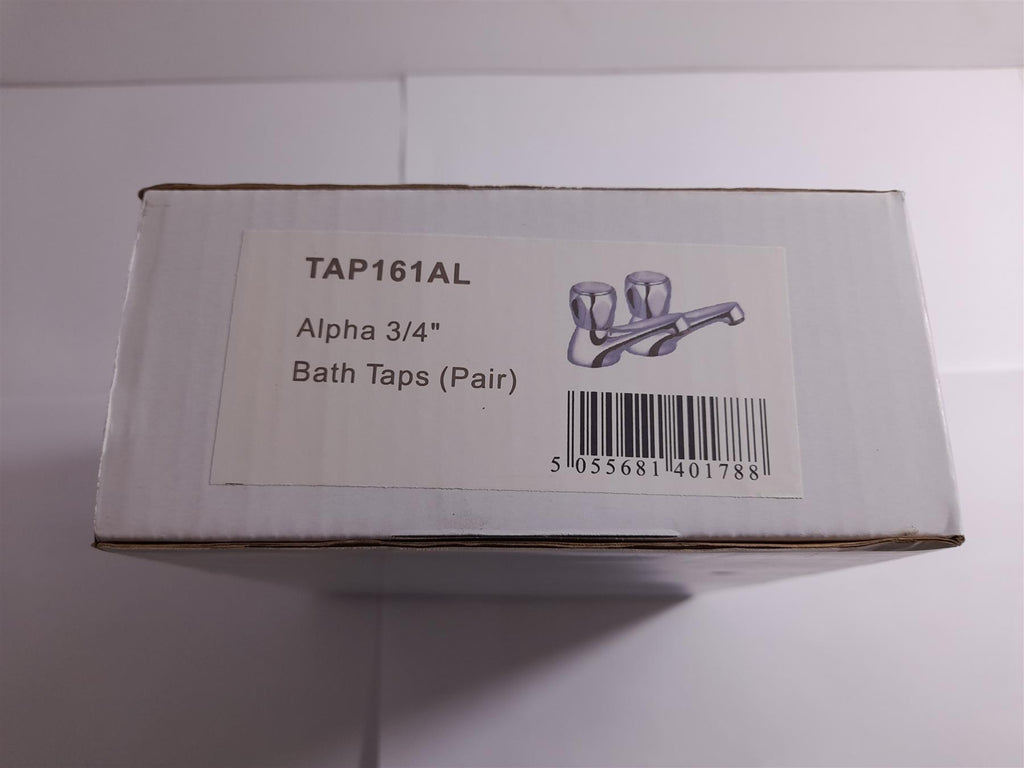 TAP161AL
Alpha 3/4"
Bath Taps (Pair)
5 055681 401788